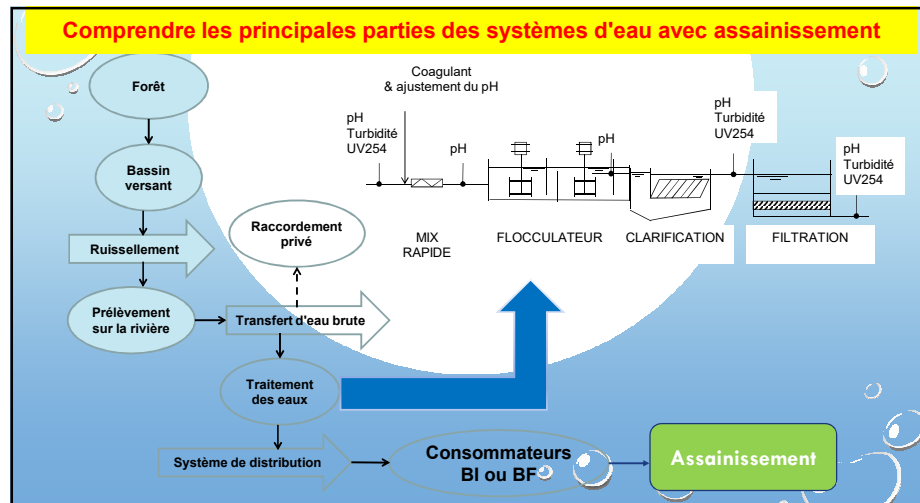 Comprendre les principales parties des systèmes d'eau avec assainissement
Forêt
Bassin
versant
Ruissellement
Prélèvement
sur la rivière
Raccordement
privé
Transfert d'eau brute
Traitement
des eaux
Système de distribution
Consommateurs
BI ou BF
Assainissement
Coagulant
& ajustement du pH
pH
Turbidité
UV254
pH
pH
pH
Turbidité
UV254
pH
Turbidité
UV254
MIX
RAPIDE
FLOCCULATEUR
CLARIFICATION
FILTRATION